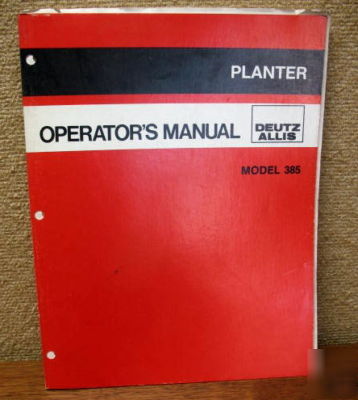 PLANTER
OPERATOR'S MANUAL
DEUTZ
ALLIS
MODEL 385